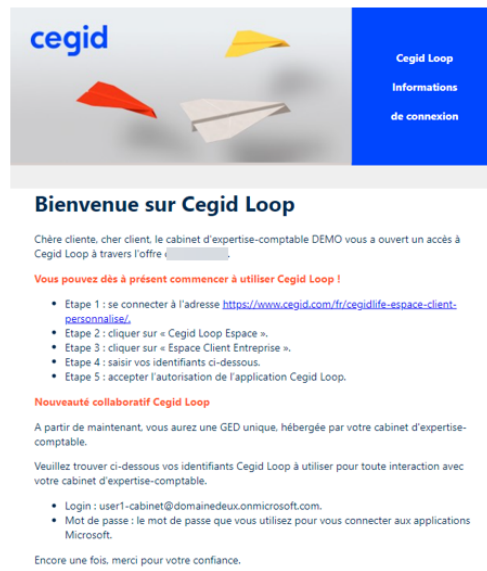 cegid
Cegid Loop
Informations
de connexion
Bienvenue sur Cegid Loop
Chère cliente, cher client, le cabinet d'expertise-comptable DEMO vous a ouvert un accès à
Cegid Loop à travers l'offre .
Vous pouvez dès à présent commencer à utiliser Cegid Loop !
• Etape 1 : se connecter à l'adresse https://www.cegid.com/fr/cegidlife-espace-client-
personnalise/.
• Etape 2 : cliquer sur « Cegid Loop Espace ».
• Etape 3 : cliquer sur « Espace Client Entreprise ».
• Etape 4 : saisir vos identifiants ci-dessous.
• Etape 5 : accepter l'autorisation de l'application Cegid Loop.
Nouveauté collaboratif Cegid Loop
A partir de maintenant, vous aurez une GED unique, hébergée par votre cabinet d'expertise-
comptable.
Veuillez trouver ci-dessous vos identifiants Cegid Loop à utiliser pour toute interaction avec
votre cabinet d'expertise-comptable.
• Login : user1-cabinet@domainedeux.onmicrosoft.com.
• Mot de passe : le mot de passe que vous utilisez pour vous connecter aux applications
Microsoft.
Encore une fois, merci pour votre confiance.